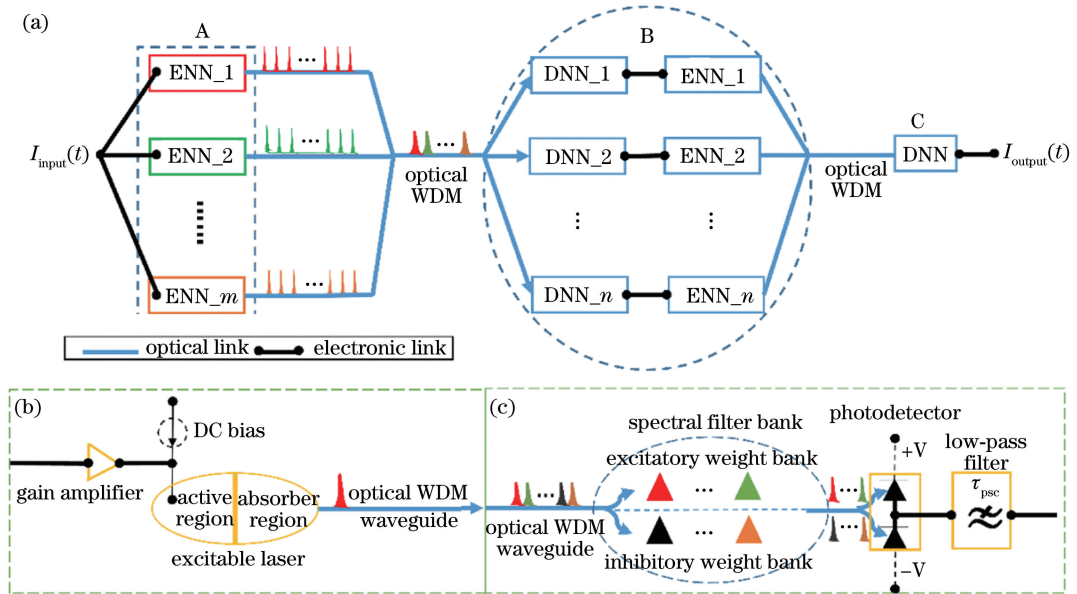 (a)
A
B
C
ENN_1
ENN_2
ENN_m
I_input(t)
optical
WDM
DNN_1
ENN_1
DNN_2
ENN_2
DNN_n
ENN_n
optical
WDM
DNN
I_output(t)
optical link
electronic link
(b)
DC bias
gain amplifier
active
region
absorber
region
excitable laser
optical WDM
waveguide
(c)
optical WDM
waveguide
spectral filter bank
excitatory weight bank
inhibitory weight bank
photodetector
+V
−V
low-pass
filter
τ_psc